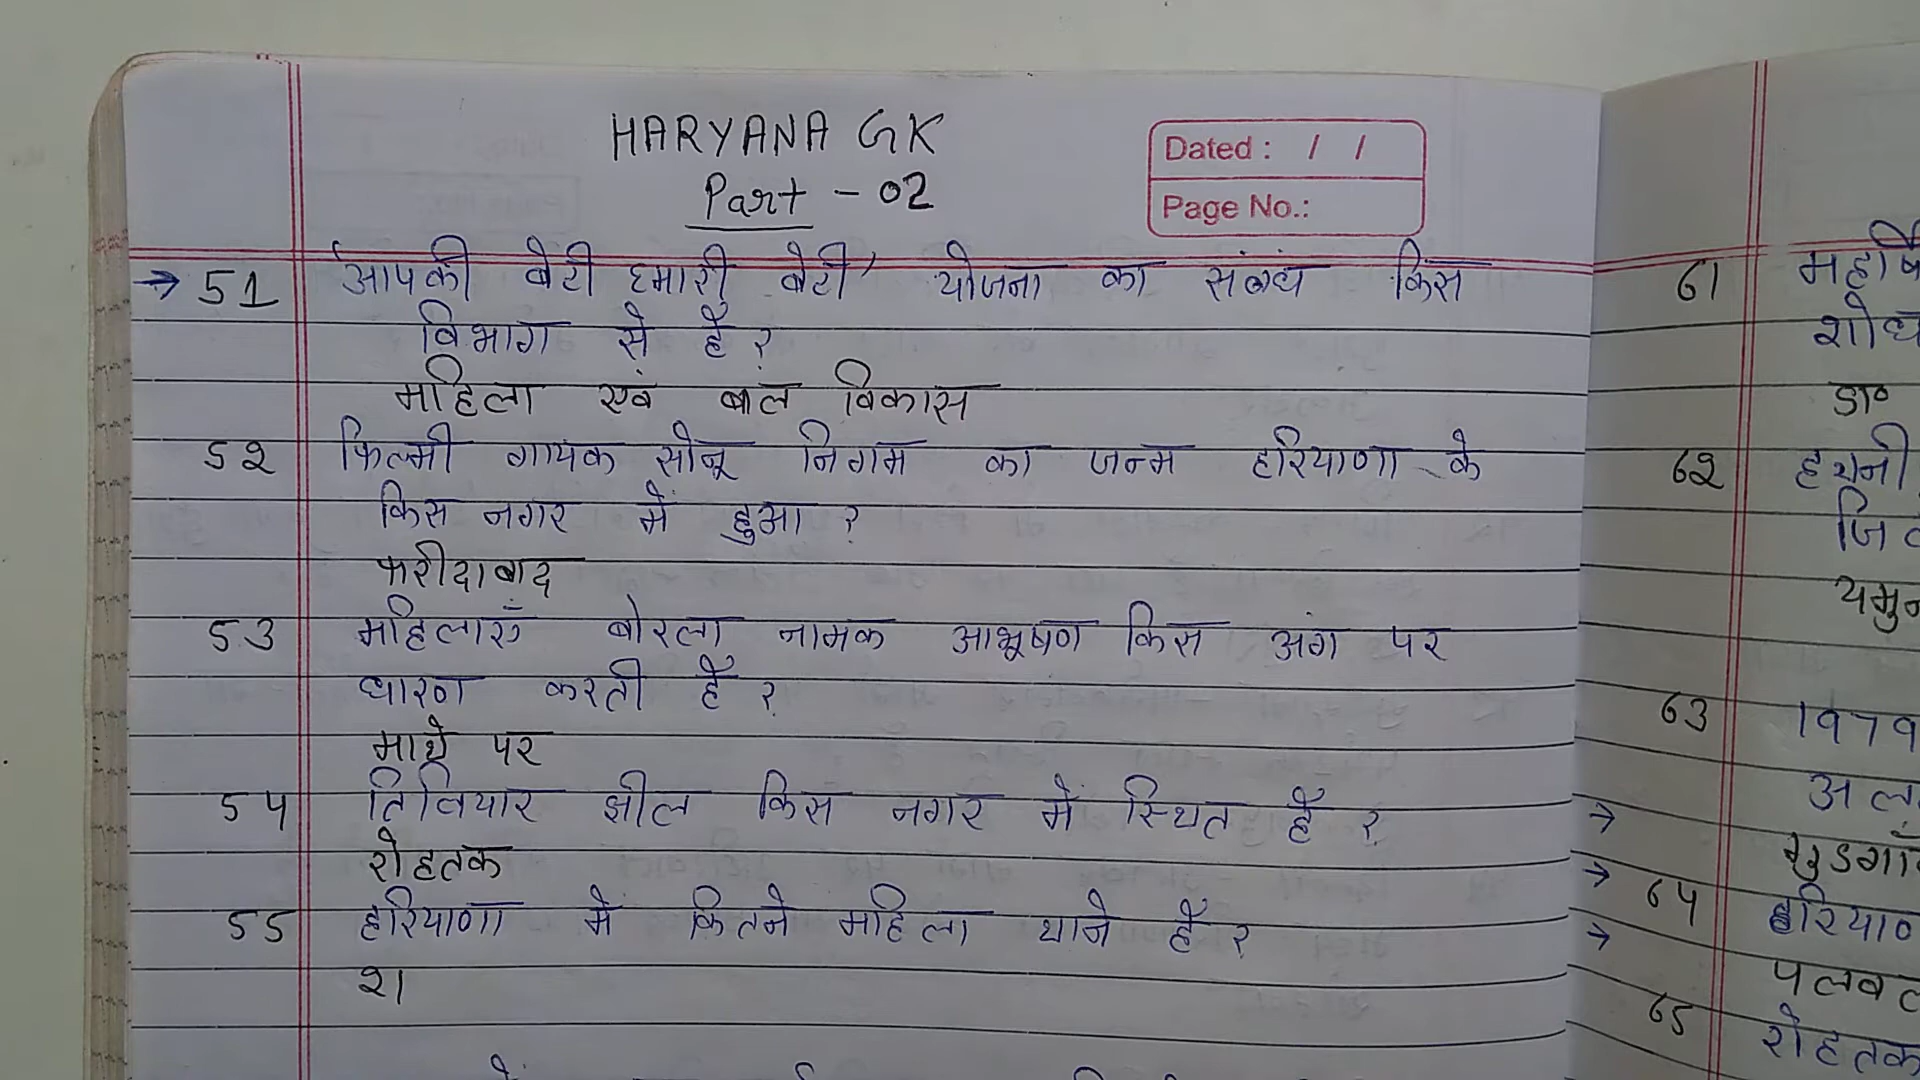 HARYANA GK
Part - 02
Dated : / /
Page No.:
→ 51 'आपकी बेटी हमारी बेटी' योजना का संबंध किस
विभाग से है ?
महिला एवं बाल विकास
52 फिल्मी गायक सोनू निगम का जन्म हरियाणा के
किस नगर में हुआ ?
फरीदाबाद
53 महिलाएँ बोरला नामक आभूषण किस अंग पर
धारण करती है ?
माथे पर
54 तिलियार झील किस नगर में स्थित है ?
रोहतक
55 हरियाणा मे कितने महिला थाने है ?
21
61
शोध
डा॰
62
63 1979
→
→ 64
पलवल
→
65 रोहतक